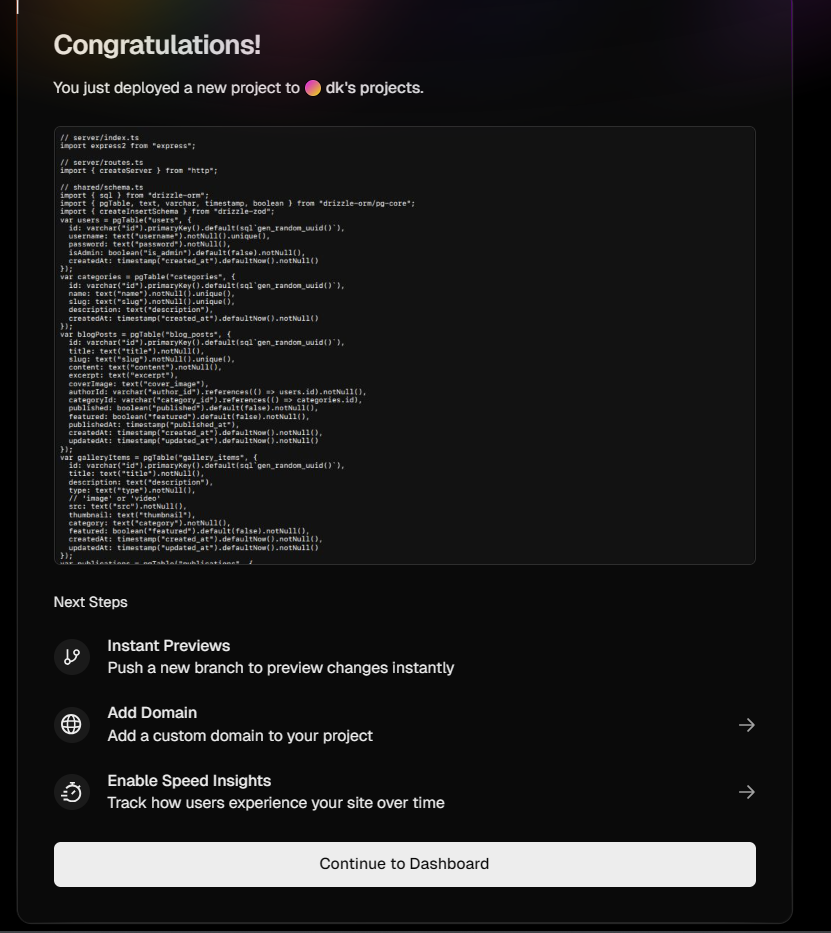 Congratulations!
You just deployed a new project to dk's projects.
// server/index.ts
import express2 from "express";
// server/routes.ts
import { createServer } from "http";
// shared/schema.ts
import { sql } from "drizzle-orm";
import { pgTable, text, varchar, timestamp, boolean } from "drizzle-orm/pg-core";
import { createInsertSchema } from "drizzle-zod";
var users = pgTable("users", {
  id: varchar("id").primaryKey().default(sql`gen_random_uuid()`),
  username: text("username").notNull().unique(),
  password: text("password").notNull(),
  isAdmin: boolean("is_admin").default(false).notNull(),
  createdAt: timestamp("created_at").defaultNow().notNull()
});
var categories = pgTable("categories", {
  id: varchar("id").primaryKey().default(sql`gen_random_uuid()`),
  name: text("name").notNull().unique(),
  slug: text("slug").notNull().unique(),
  description: text("description"),
  createdAt: timestamp("created_at").defaultNow().notNull()
});
var blogPosts = pgTable("blog_posts", {
  id: varchar("id").primaryKey().default(sql`gen_random_uuid()`),
  title: text("title").notNull(),
  slug: text("slug").notNull().unique(),
  content: text("content").notNull(),
  excerpt: text("excerpt"),
  coverImage: text("cover_image"),
  authorId: varchar("author_id").references(() => users.id).notNull(),
  categoryId: varchar("category_id").references(() => categories.id),
  published: boolean("published").default(false).notNull(),
  featured: boolean("featured").default(false).notNull(),
  publishedAt: timestamp("published_at"),
  createdAt: timestamp("created_at").defaultNow().notNull(),
  updatedAt: timestamp("updated_at").defaultNow().notNull()
});
var galleryItems = pgTable("gallery_items", {
  id: varchar("id").primaryKey().default(sql`gen_random_uuid()`),
  title: text("title").notNull(),
  description: text("description"),
  type: text("type").notNull(),
  // 'image' or 'video'
  src: text("src").notNull(),
  thumbnail: text("thumbnail"),
  category: text("category").notNull(),
  featured: boolean("featured").default(false).notNull(),
  createdAt: timestamp("created_at").defaultNow().notNull(),
  updatedAt: timestamp("updated_at").defaultNow().notNull()
});
var publications = pgTable("publications", {
Next Steps
Instant Previews
Push a new branch to preview changes instantly
Add Domain
Add a custom domain to your project
Enable Speed Insights
Track how users experience your site over time
Continue to Dashboard